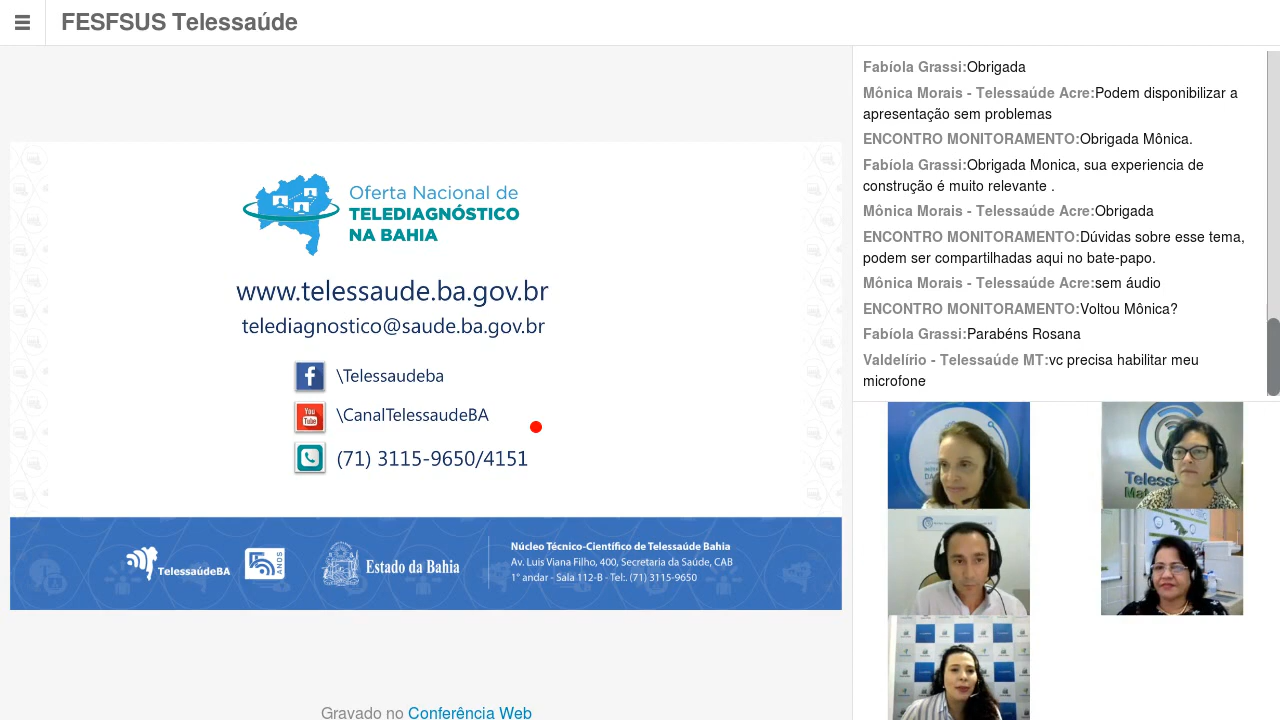 FESFSUS Telessaúde
Oferta Nacional de
TELEDIAGNÓSTICO
NA BAHIA
www.telessaude.ba.gov.br
telediagnostico@saude.ba.gov.br
\Telessaudeba
You
Tube
\CanalTelessaudeBA
(71) 3115-9650/4151
TelessaúdeBA
ANOS
Estado da Bahia
Núcleo Técnico-Científico de Telessaúde Bahia
Av. Luis Viana Filho, 400, Secretaria da Saúde, CAB
1° andar - Sala 112-B - Tel:. (71) 3115-9650
Gravado no Conferência Web
Fabíola Grassi:Obrigada
Mônica Morais - Telessaúde Acre:Podem disponibilizar a
apresentação sem problemas
ENCONTRO MONITORAMENTO:Obrigada Mônica.
Fabíola Grassi:Obrigada Monica, sua experiencia de
construção é muito relevante .
Mônica Morais - Telessaúde Acre:Obrigada
ENCONTRO MONITORAMENTO:Dúvidas sobre esse tema,
podem ser compartilhadas aqui no bate-papo.
Mônica Morais - Telessaúde Acre:sem áudio
ENCONTRO MONITORAMENTO:Voltou Mônica?
Fabíola Grassi:Parabéns Rosana
Valdelírio - Telessaúde MT:vc precisa habilitar meu
microfone